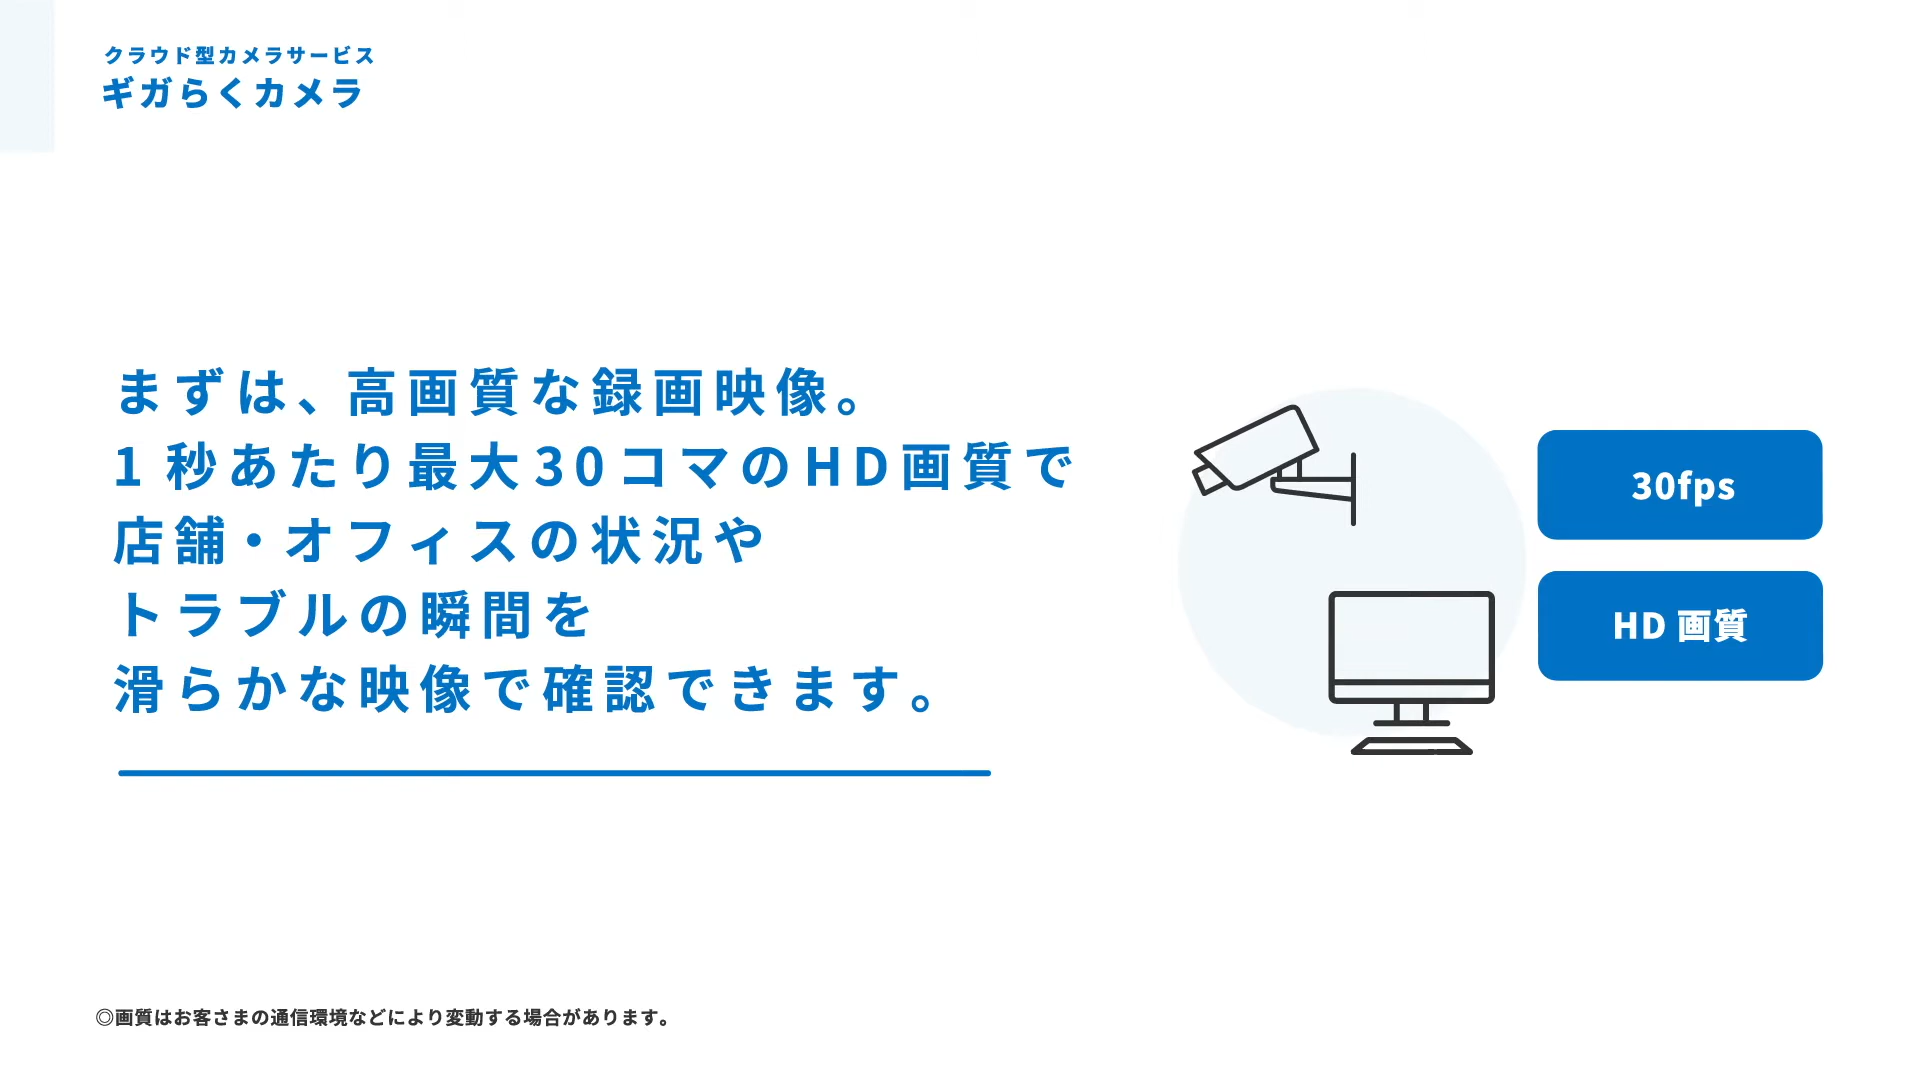 クラウド型カメラサービス
ギガらくカメラ
まずは、高画質な録画映像。
1秒あたり最大30コマのHD画質で
店舗・オフィスの状況や
トラブルの瞬間を
滑らかな映像で確認できます。
30fps
HD 画質
◎画質はお客さまの通信環境などにより変動する場合があります。